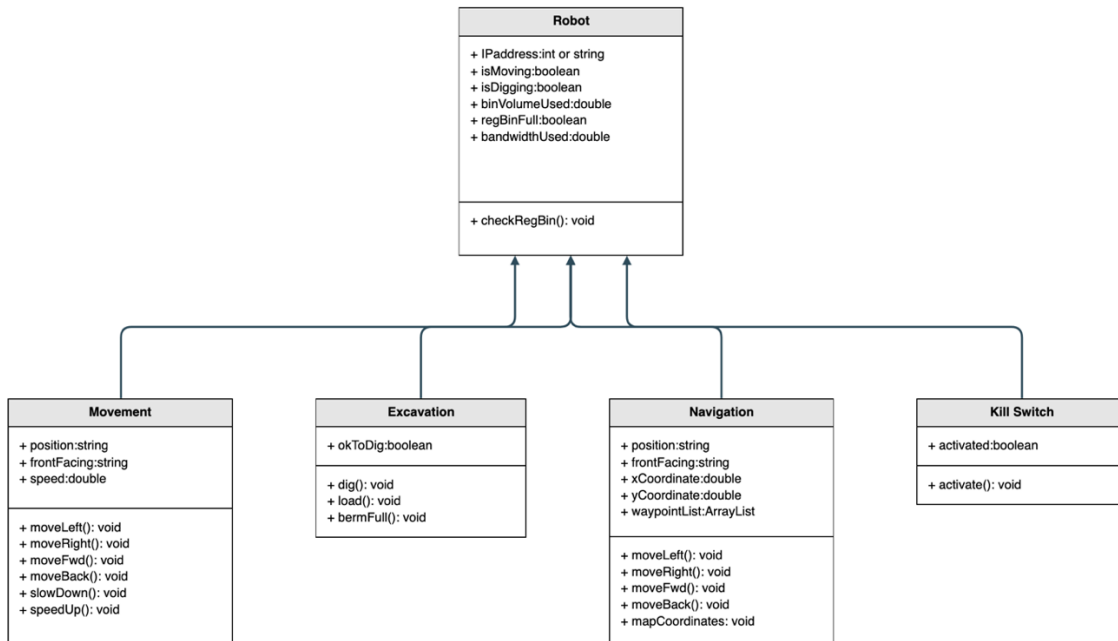 Robot
+ IPaddress:int or string
+ isMoving:boolean
+ isDigging:boolean
+ binVolumeUsed:double
+ regBinFull:boolean
+ bandwidthUsed:double
+ checkRegBin(): void
Movement
+ position:string
+ frontFacing:string
+ speed:double
+ moveLeft(): void
+ moveRight(): void
+ moveFwd(): void
+ moveBack(): void
+ slowDown(): void
+ speedUp(): void
Excavation
+ okToDig:boolean
+ dig(): void
+ load(): void
+ bermFull(): void
Navigation
+ position:string
+ frontFacing:string
+ xCoordinate:double
+ yCoordinate:double
+ waypointList:ArrayList
+ moveLeft(): void
+ moveRight(): void
+ moveFwd(): void
+ moveBack(): void
+ mapCoordinates: void
Kill Switch
+ activated:boolean
+ activate(): void